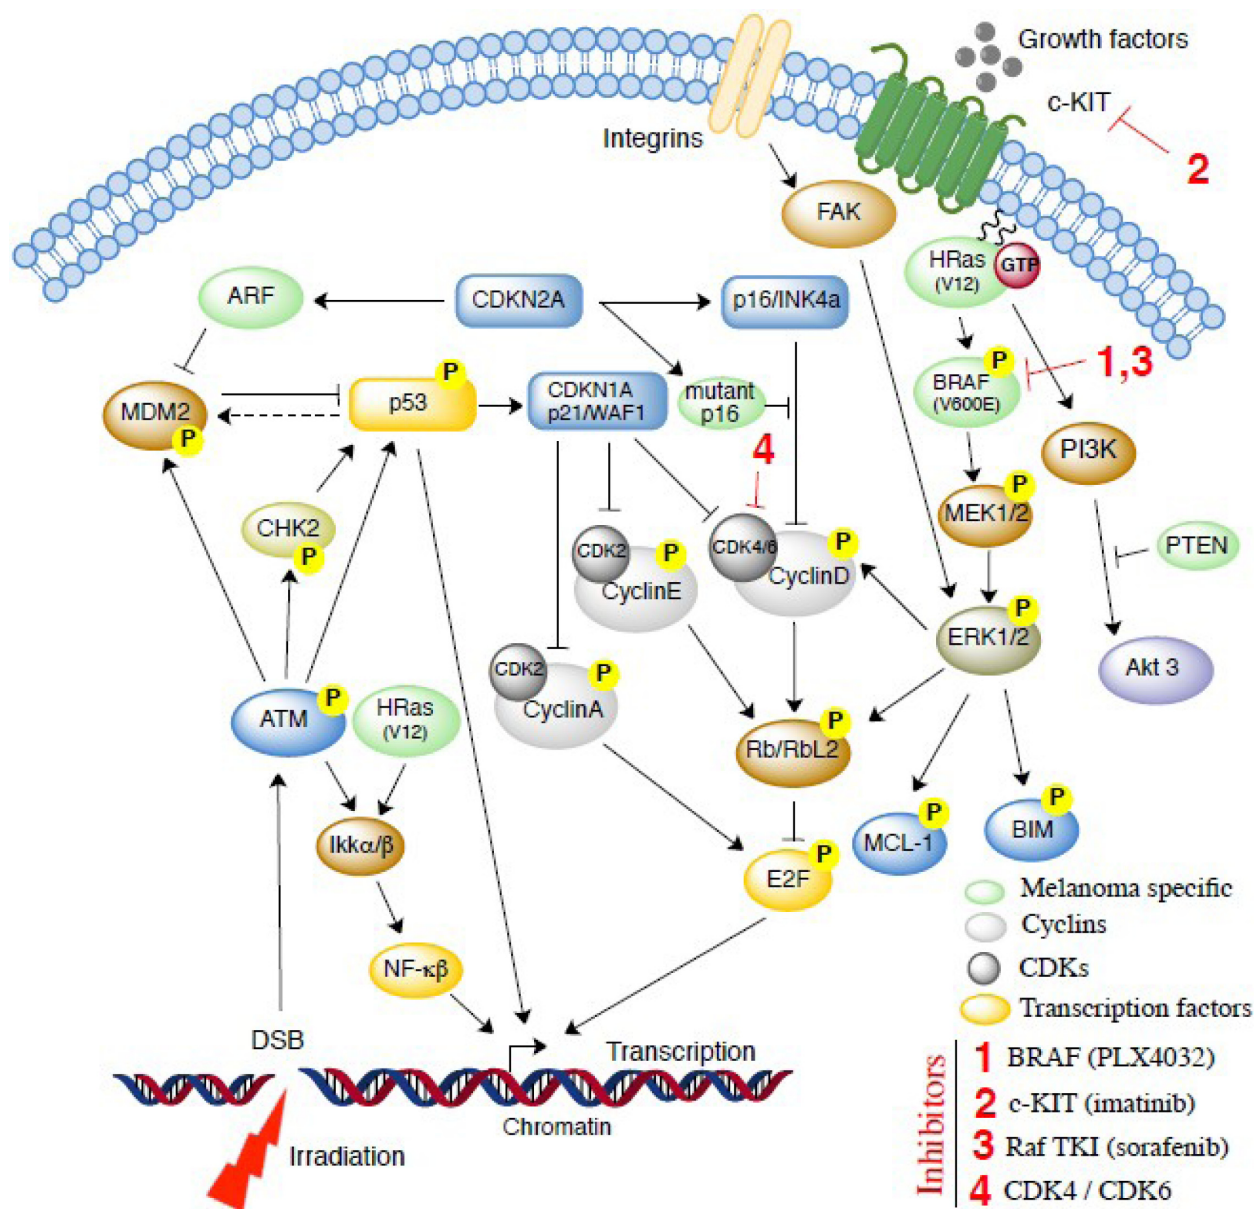 Growth factors
c-KIT
Integrins
2
FAK
HRas
(V12)
GTP
ARF
CDKN2A
p16/INK4a
P
BRAF
(V600E)
1,3
MDM2
P
p53
P
CDKN1A
p21/WAF1
mutant
p16
4
PI3K
CHK2
P
MEK1/2
P
PTEN
CDK2
CyclinE
P
CDK4/6
CyclinD
P
ERK1/2
P
Akt 3
CDK2
CyclinA
P
ATM
P
HRas
(V12)
Rb/RbL2
P
Ikkα/β
MCL-1
P
BIM
P
E2F
P
NF-κβ
Melanoma specific
Cyclins
CDKs
Transcription factors
DSB
Transcription
Chromatin
Irradiation
Inhibitors
1 BRAF (PLX4032)
2 c-KIT (imatinib)
3 Raf TKI (sorafenib)
4 CDK4 / CDK6